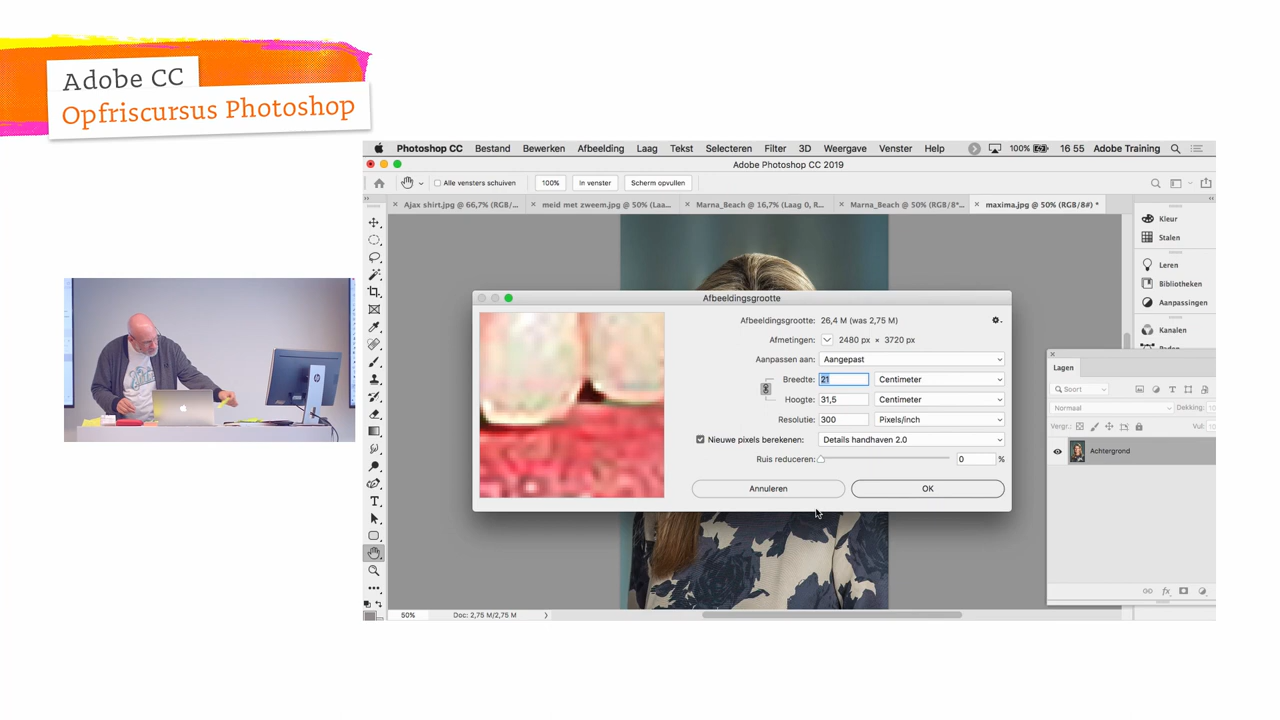 Adobe CC
Opfriscursus Photoshop
Photoshop CC Bestand Bewerken Afbeelding Laag Tekst Selecteren Filter 3D Weergave Venster Help 100% 16 55 Adobe Training
Adobe Photoshop CC 2019
Alle vensters schuiven 100% In venster Scherm opvullen
Ajax shirt.jpg @ 66,7% (RGB/... meid met zweem.jpg @ 50% (Laa... Marna_Beach @ 16,7% (Laag 0, R... Marna_Beach @ 50% (RGB/8*... maxima.jpg @ 50% (RGB/8#) *
Kleur
Stalen
Leren
Bibliotheken
Aanpassingen
Kanalen
Afbeeldingsgrootte
Afbeeldingsgrootte: 26,4 M (was 2,75 M)
Afmetingen: 2480 px × 3720 px
Aanpassen aan: Aangepast
Breedte: 21 Centimeter
Hoogte: 31,5 Centimeter
Resolutie: 300 Pixels/inch
Nieuwe pixels berekenen: Details handhaven 2.0
Ruis reduceren: 0 %
Annuleren OK
Lagen
Soort
Normaal Dekking:
Vergr.: Vul:
Achtergrond
50% Doc: 2,75 M/2,75 M